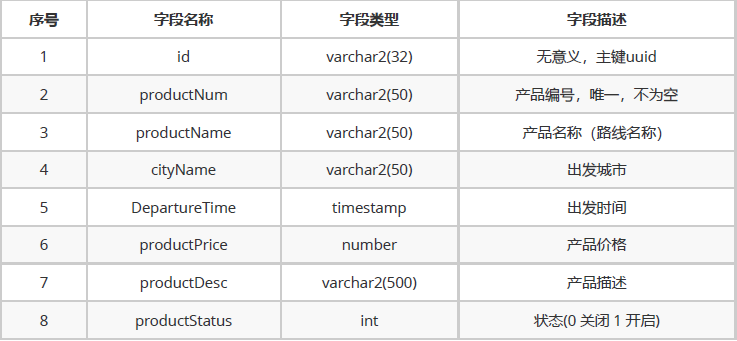 序号 字段名称 字段类型 字段描述
1 id varchar2(32) 无意义，主键uuid
2 productNum varchar2(50) 产品编号，唯一，不为空
3 productName varchar2(50) 产品名称（路线名称）
4 cityName varchar2(50) 出发城市
5 DepartureTime timestamp 出发时间
6 productPrice number 产品价格
7 productDesc varchar2(500) 产品描述
8 productStatus int 状态(0 关闭 1 开启)